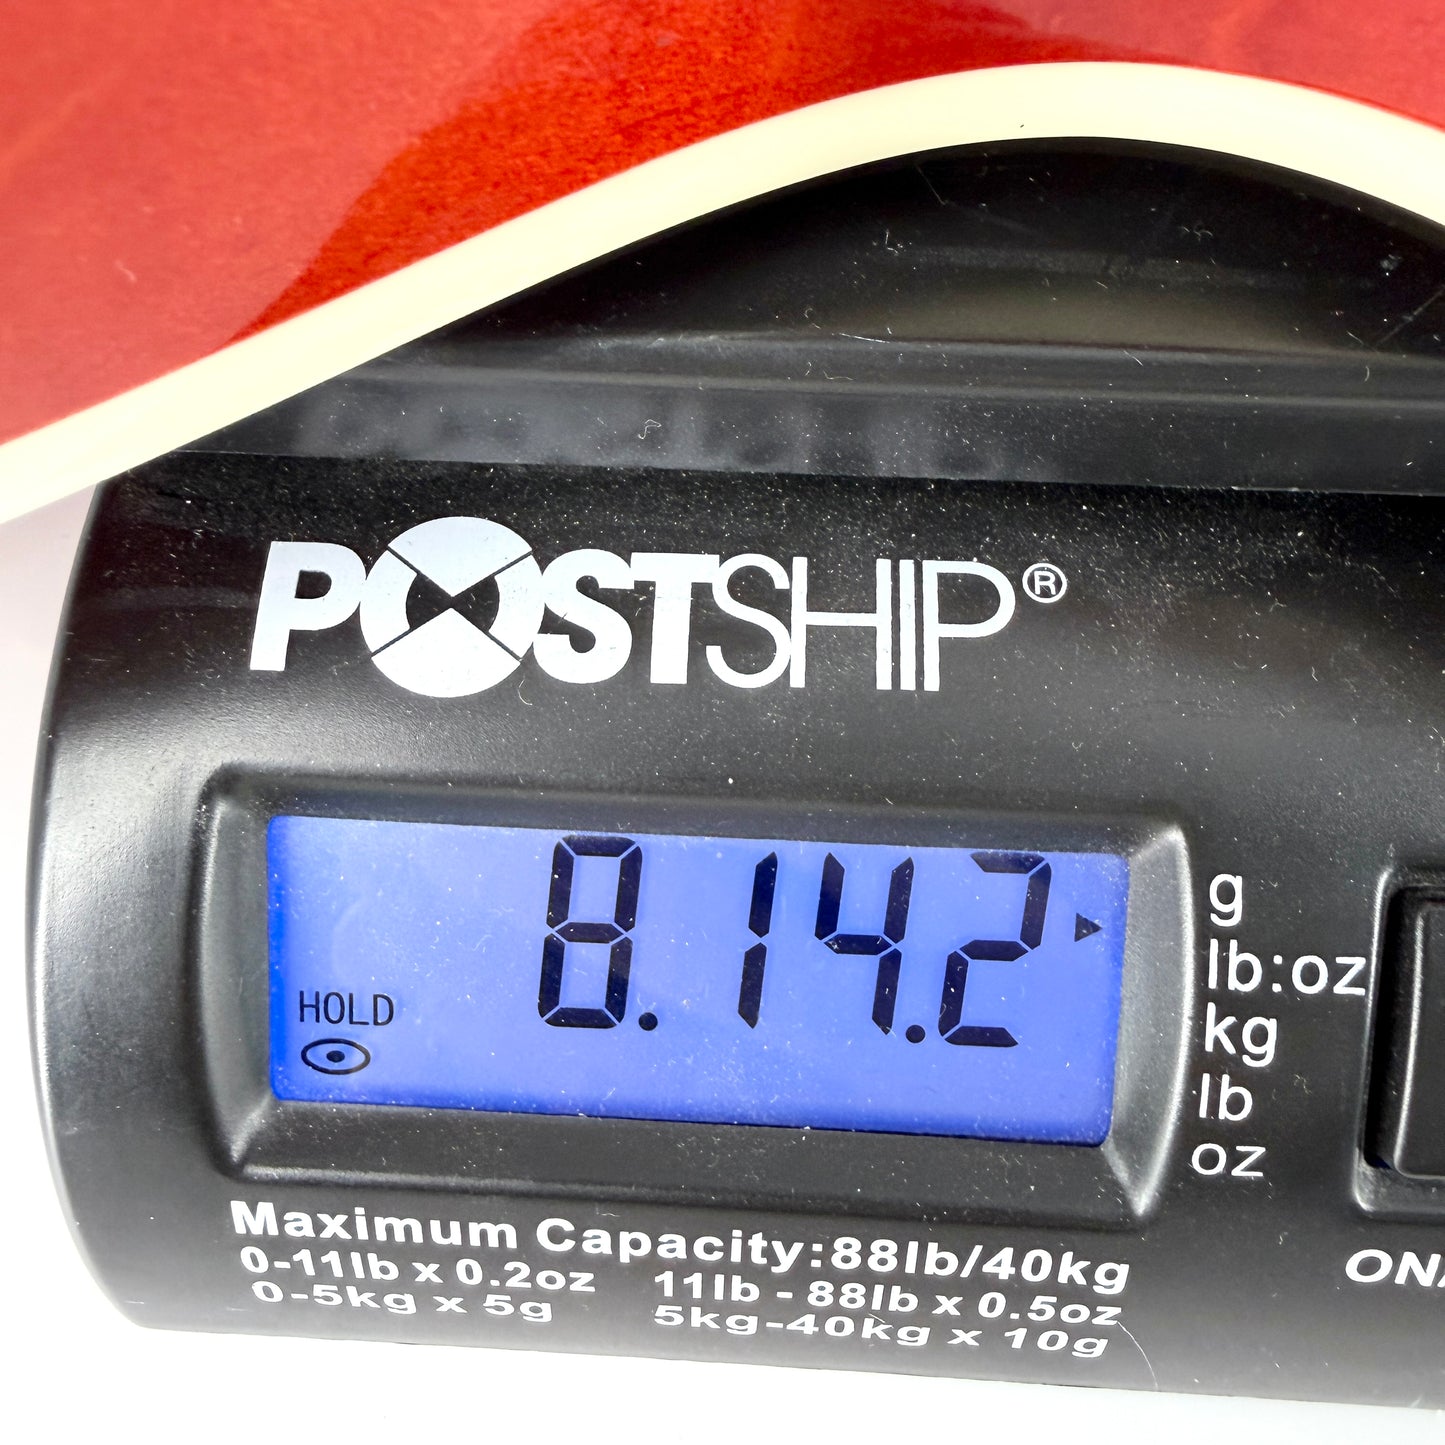 POSTSHIP®
8.14.2
HOLD
g
lb:oz
kg
lb
oz
Maximum Capacity:88lb/40kg
0-11lb x 0.2oz 11lb - 88lb x 0.5oz
0-5kg x 5g 5kg-40kg x 10g